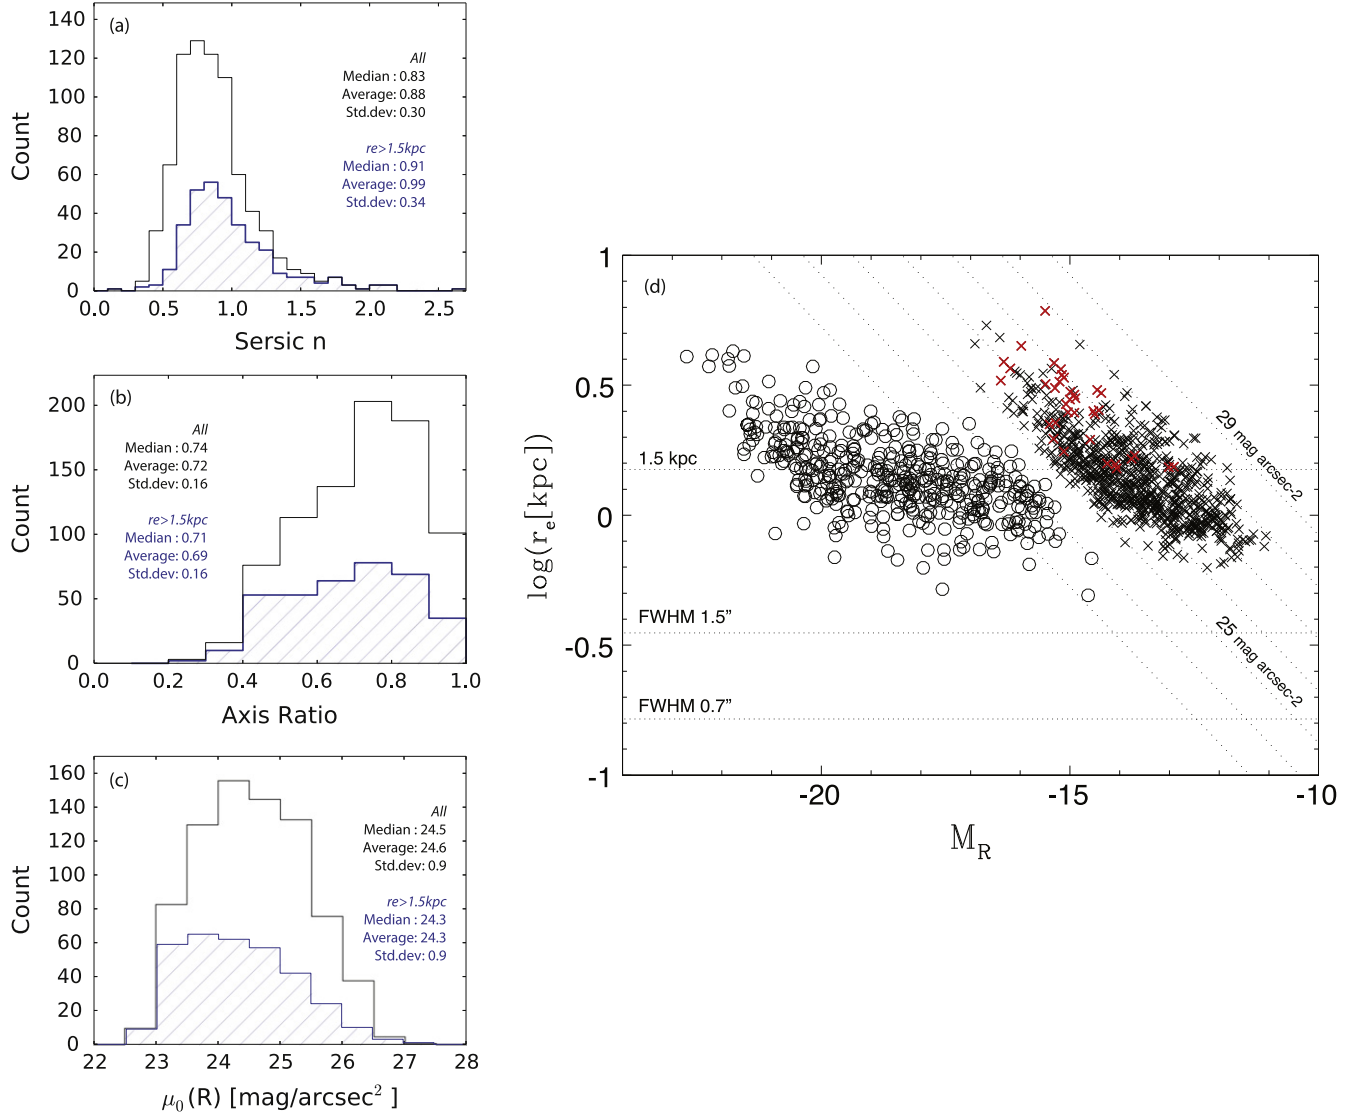 (a)
140
120
100
80
60
40
20
0
Count
All
Median : 0.83
Average: 0.88
Std.dev: 0.30
re>1.5kpc
Median : 0.91
Average: 0.99
Std.dev: 0.34
0.0 0.5 1.0 1.5 2.0 2.5
Sersic n
(b)
200
150
100
50
0
Count
All
Median : 0.74
Average: 0.72
Std.dev: 0.16
re>1.5kpc
Median : 0.71
Average: 0.69
Std.dev: 0.16
0.0 0.2 0.4 0.6 0.8 1.0
Axis Ratio
(c)
160
140
120
100
80
60
40
20
0
Count
All
Median : 24.5
Average: 24.6
Std.dev: 0.9
re>1.5kpc
Median : 24.3
Average: 24.3
Std.dev: 0.9
22 23 24 25 26 27 28
μ₀(R) [mag/arcsec² ]
(d)
1
0.5
0
-0.5
-1
log(rₑ[kpc])
1.5 kpc
FWHM 1.5”
FWHM 0.7”
29 mag arcsec-2
25 mag arcsec-2
-20 -15 -10
M_R